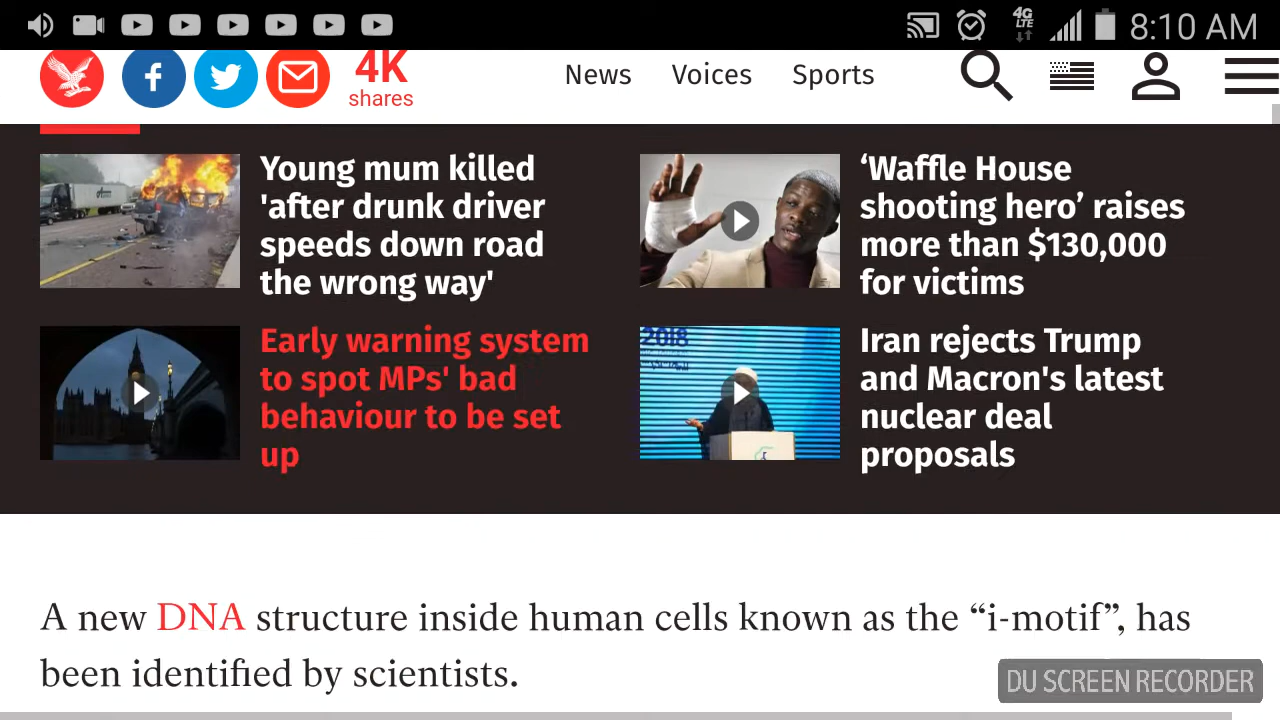 4G
LTE
8:10 AM
4K
shares
News Voices Sports
Young mum killed
'after drunk driver
speeds down road
the wrong way'
‘Waffle House
shooting hero’ raises
more than $130,000
for victims
Early warning system
to spot MPs' bad
behaviour to be set
up
2018
Iran rejects Trump
and Macron's latest
nuclear deal
proposals
A new DNA structure inside human cells known as the “i-motif”, has
been identified by scientists.
DU SCREEN RECORDER